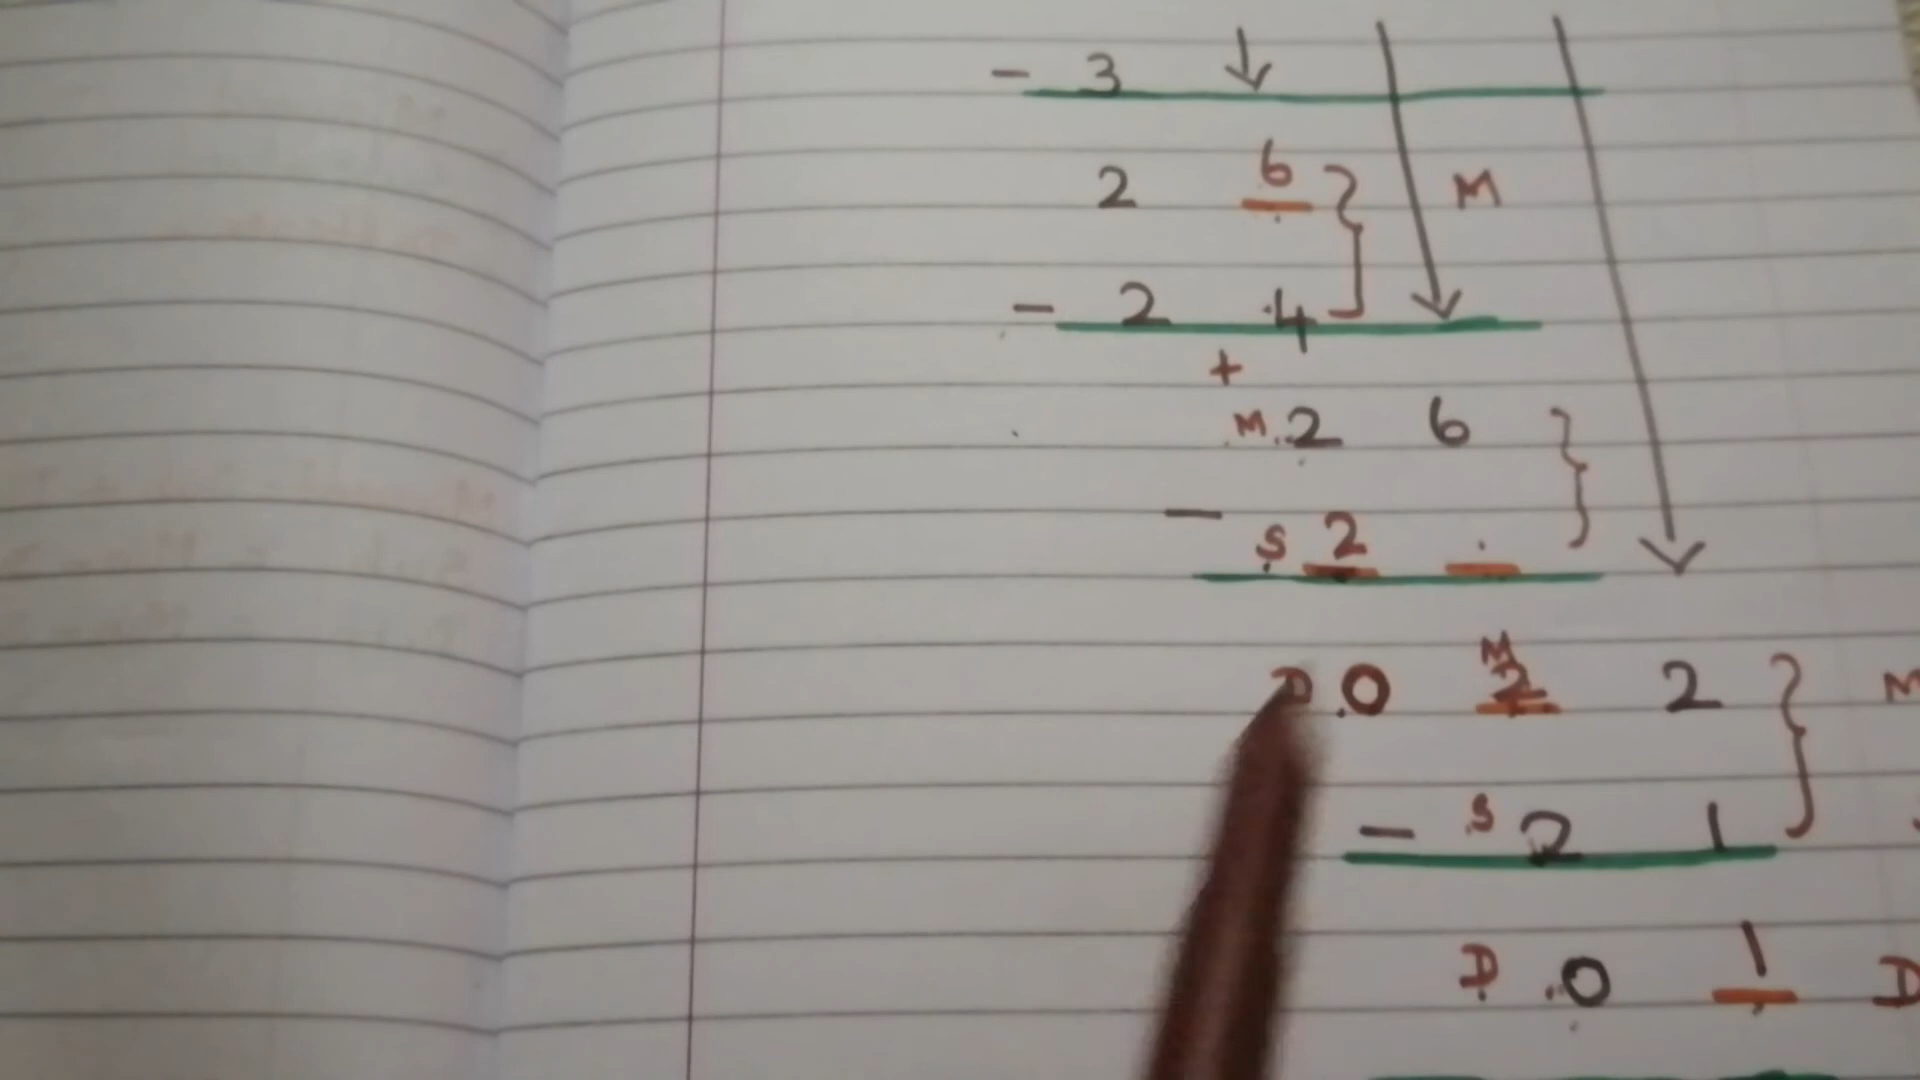 - 3
2 6 M
- 2 4
+
M 2 6
- S 2
D 0 M 2 2 M
- S 2 1
D 0 1 D